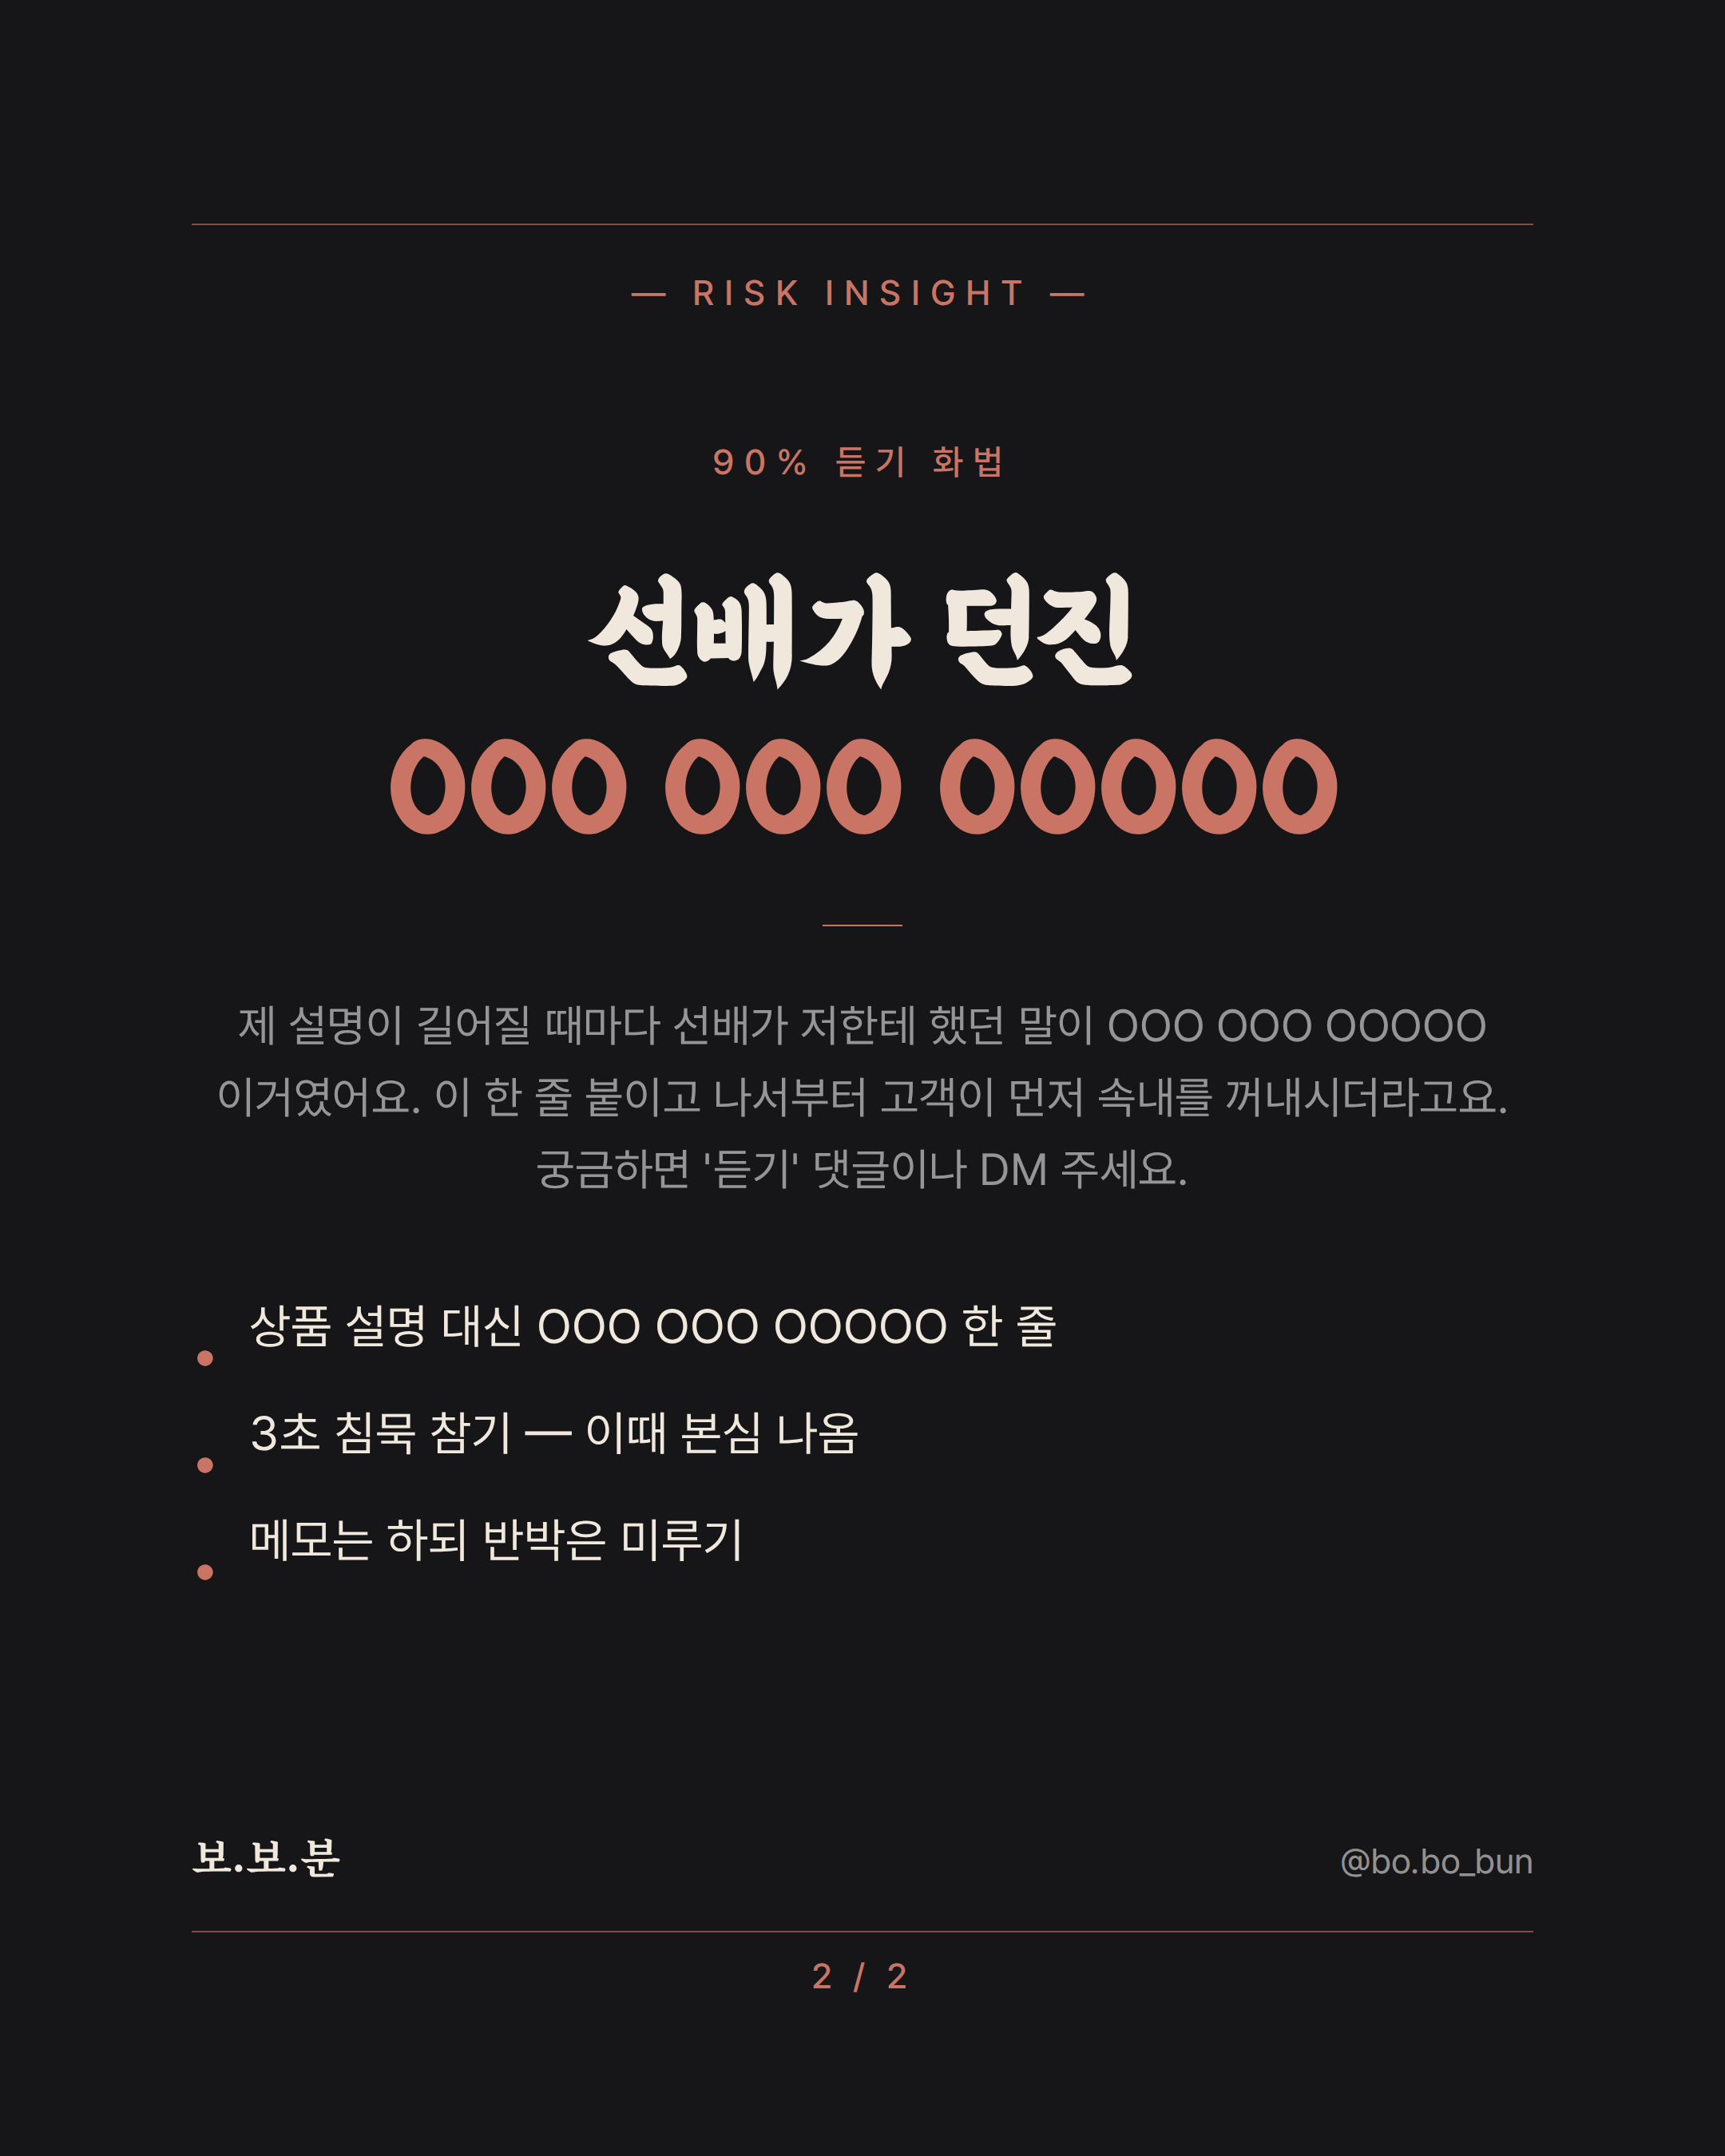 — RISK INSIGHT —
90% 듣기 화법
선배가 던진
OOO OOO OOOOO
제 설명이 길어질 때마다 선배가 저한테 했던 말이 OOO OOO OOOOO
이거였어요. 이 한 줄 붙이고 나서부터 고객이 먼저 속내를 꺼내시더라고요.
궁금하면 '듣기' 댓글이나 DM 주세요.
• 상품 설명 대신 OOO OOO OOOOO 한 줄
• 3초 침묵 참기 — 이때 본심 나옴
• 메모는 하되 반박은 미루기
보.보.분
@bo.bo_bun
2 / 2